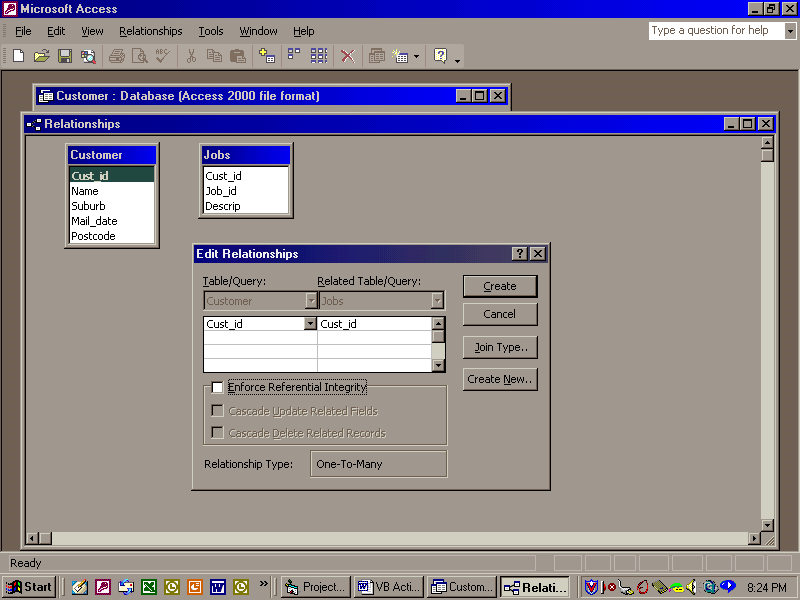 Microsoft Access
File Edit View Relationships Tools Window Help
Type a question for help
Customer : Database (Access 2000 file format)
Relationships
Customer
Cust_id
Name
Suburb
Mail_date
Postcode
Jobs
Cust_id
Job_id
Descrip
Edit Relationships
Table/Query: Related Table/Query:
Customer Jobs
Cust_id Cust_id
Enforce Referential Integrity
Cascade Update Related Fields
Cascade Delete Related Records
Relationship Type: One-To-Many
Create
Cancel
Join Type..
Create New..
Ready
Start
Project...
VB Acti...
Custom...
Relati...
8:24 PM